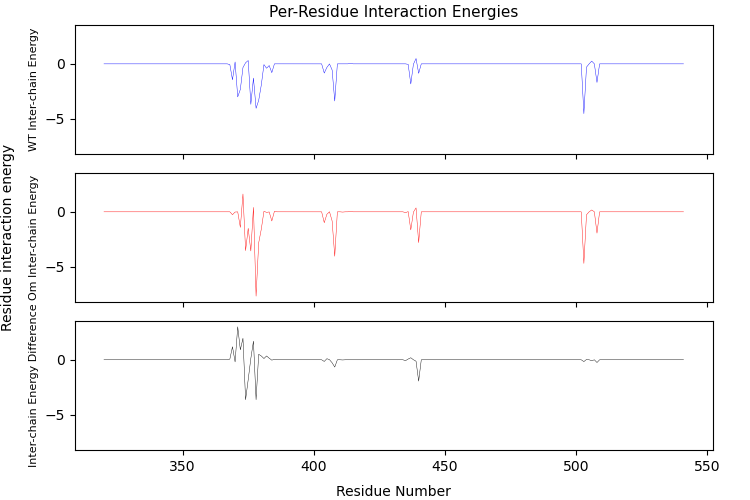 Per-Residue Interaction Energies
Residue interaction energy
WT Inter-chain Energy
0
−5
Om Inter-chain Energy
0
−5
Inter-chain Energy Difference
0
−5
350
400
450
500
550
Residue Number